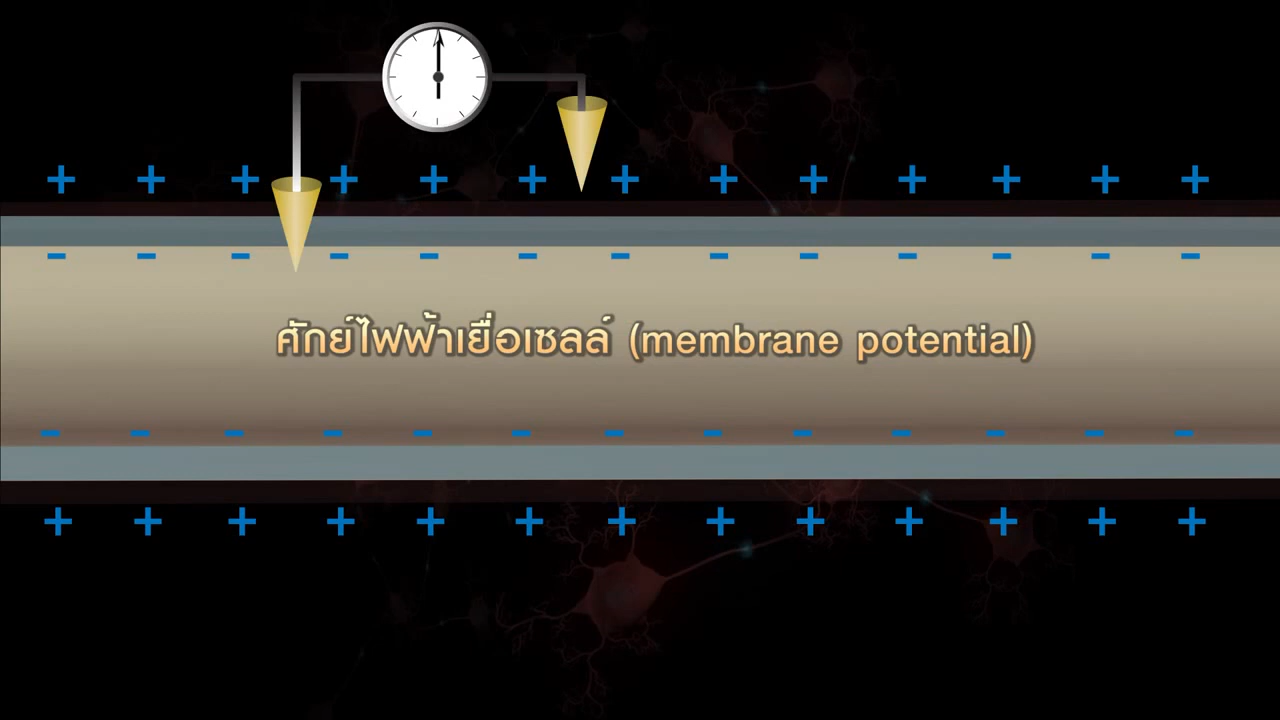 + + + + + + + + + + + + +
- - - - - - - - - - - - -
ศักย์ไฟฟ้าเยื่อเซลล์ (membrane potential)
- - - - - - - - - - - - -
+ + + + + + + + + + + + +